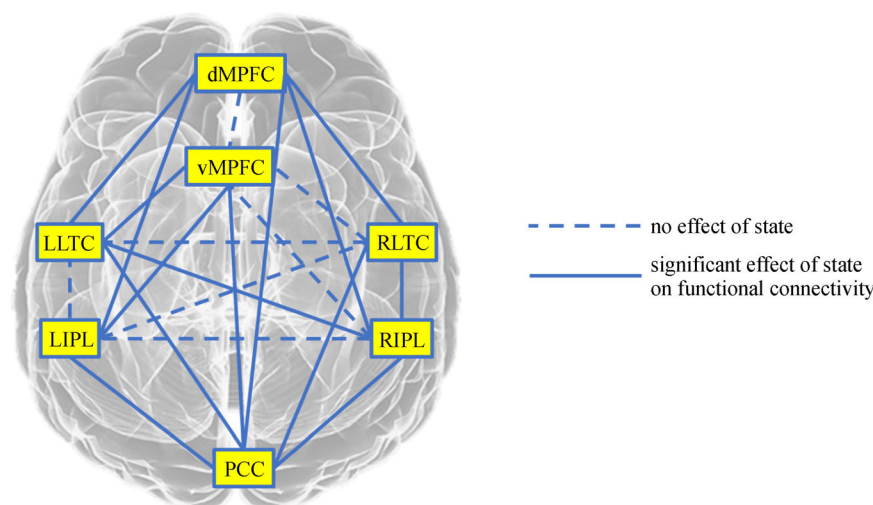 dMPFC
vMPFC
LLTC
RLTC
no effect of state
significant effect of state
on functional connectivity
LIPL
RIPL
PCC